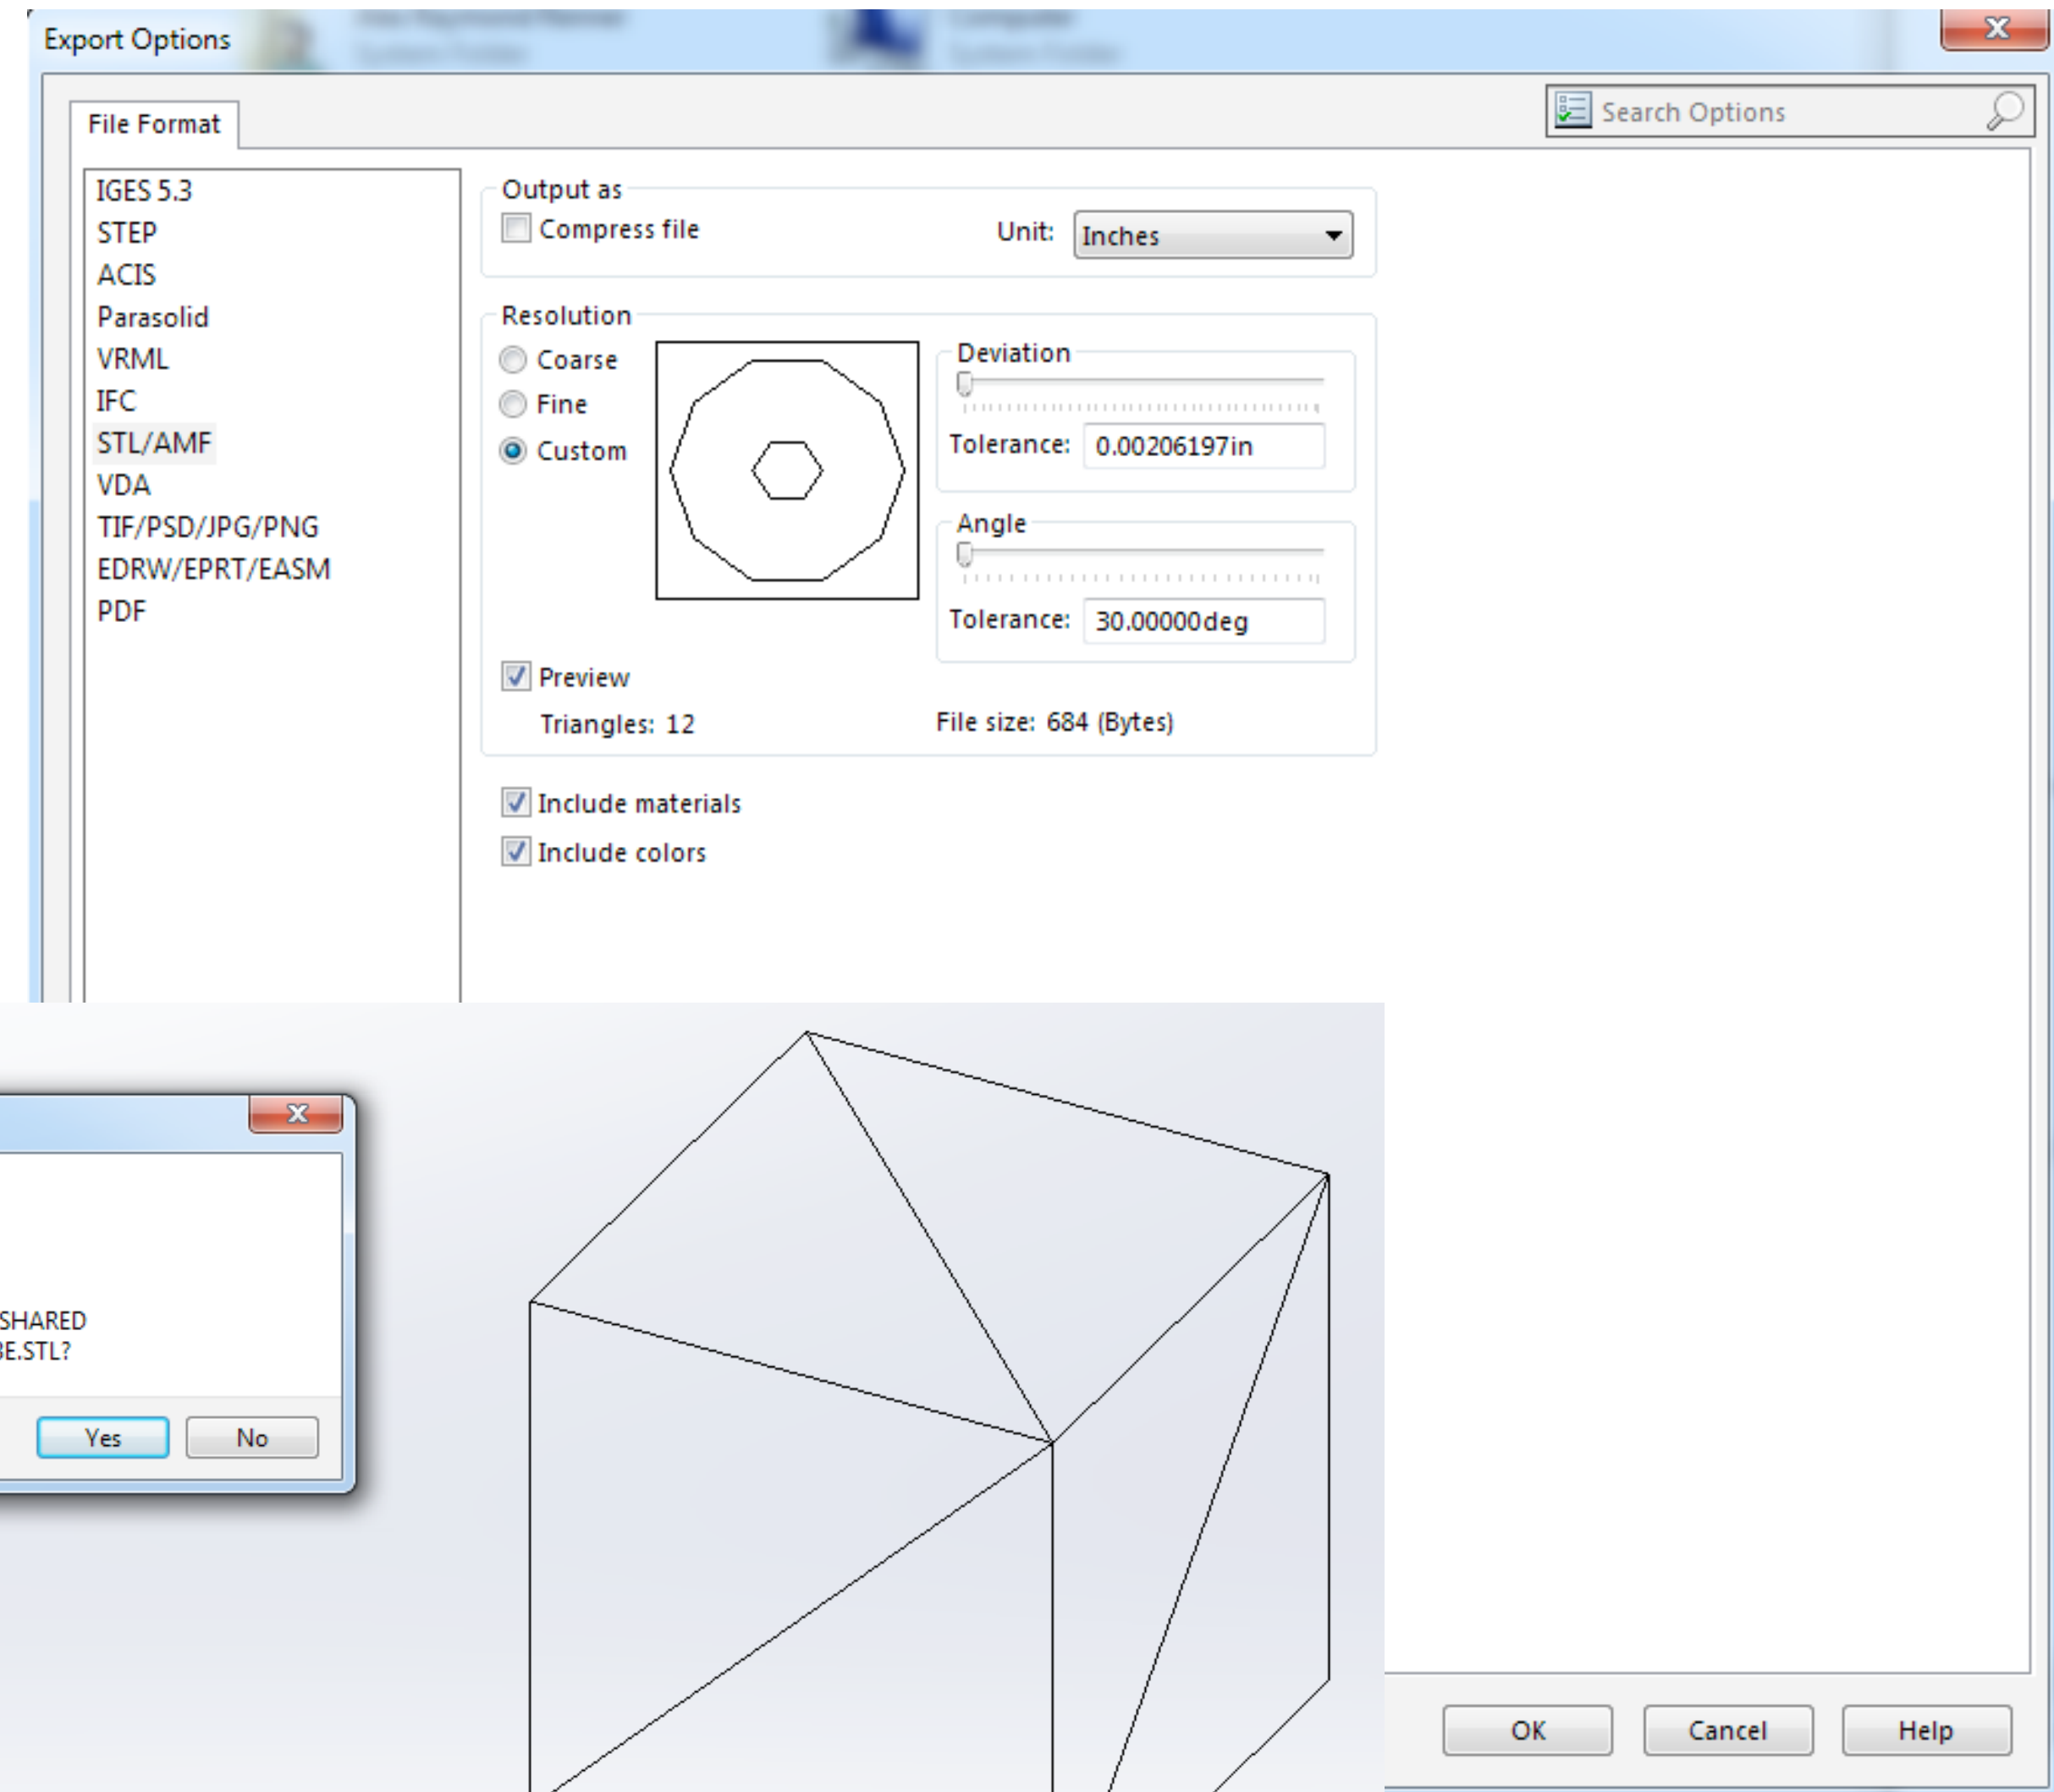 Export Options
Search Options
File Format
IGES 5.3
STEP
ACIS
Parasolid
VRML
IFC
STL/AMF
VDA
TIF/PSD/JPG/PNG
EDRW/EPRT/EASM
PDF
Output as
Compress file
Unit: Inches
Resolution
Coarse
Fine
Custom
Deviation
Tolerance: 0.00206197in
Angle
Tolerance: 30.00000deg
Preview
Triangles: 12
File size: 684 (Bytes)
Include materials
Include colors
SHARED
BE.STL?
Yes
No
OK
Cancel
Help